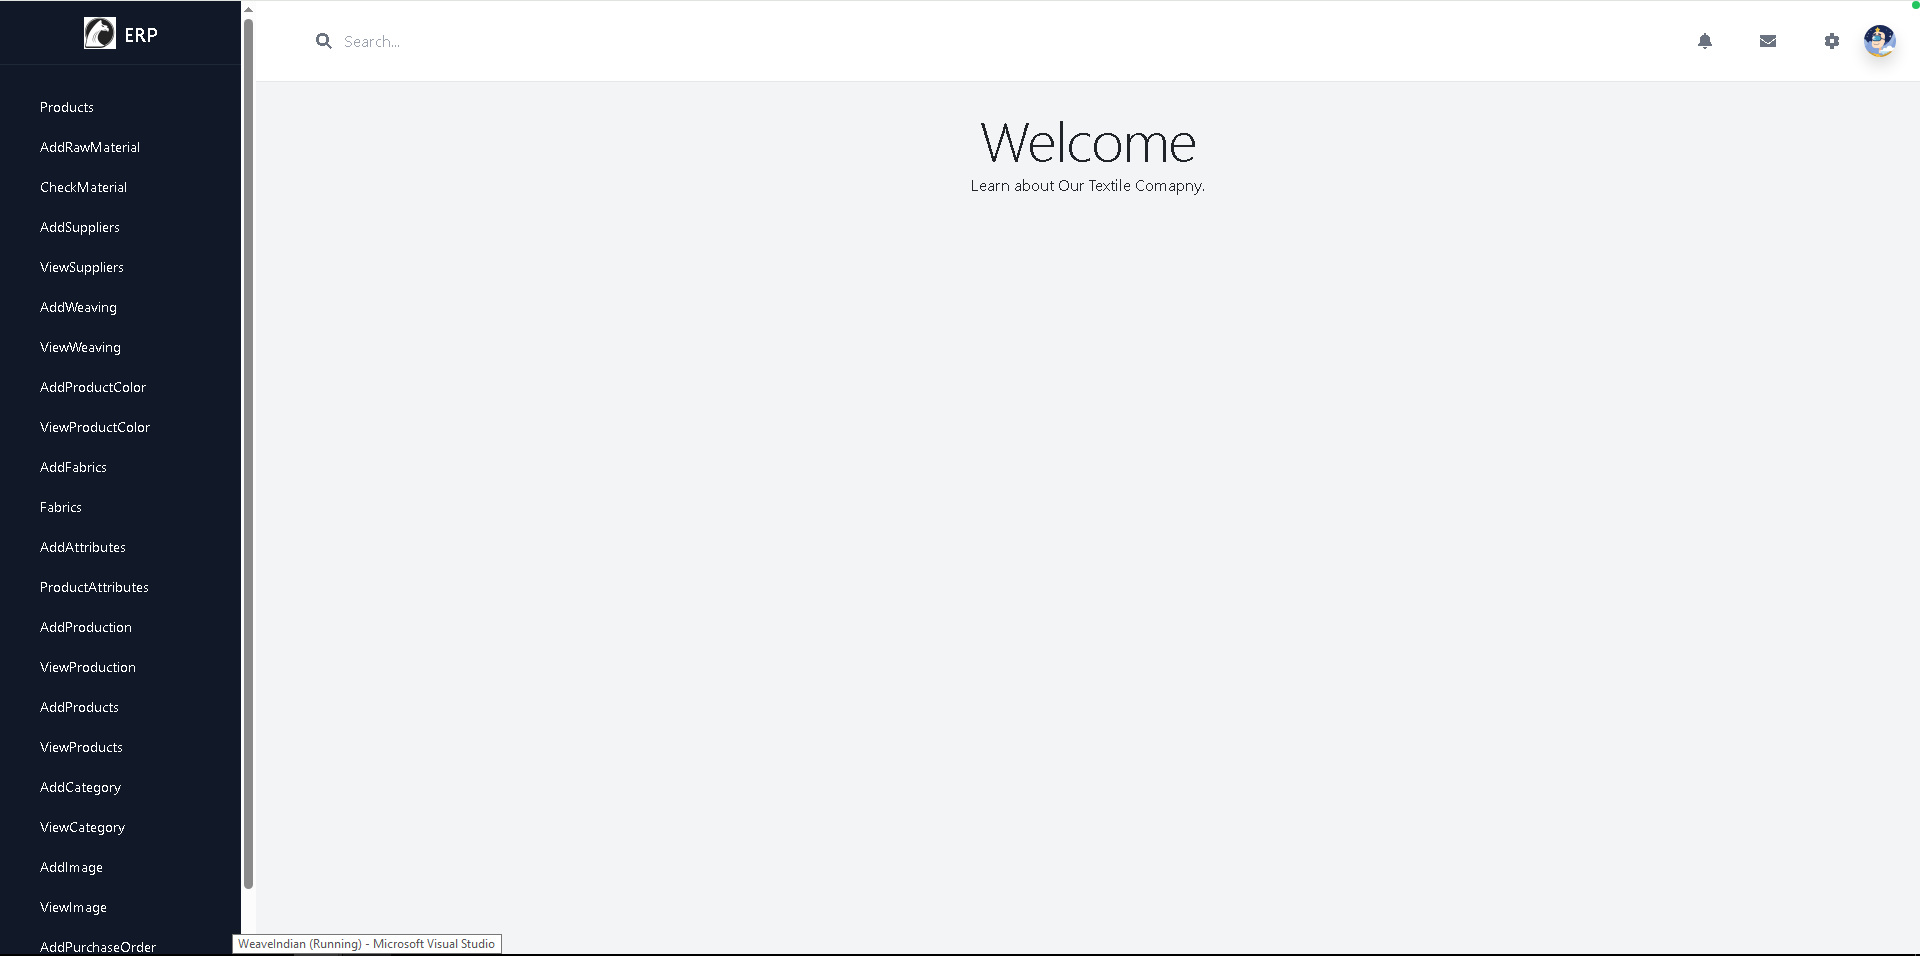 ERP
Search...
Products
AddRawMaterial
CheckMaterial
AddSuppliers
ViewSuppliers
AddWeaving
ViewWeaving
AddProductColor
ViewProductColor
AddFabrics
Fabrics
AddAttributes
ProductAttributes
AddProduction
ViewProduction
AddProducts
ViewProducts
AddCategory
ViewCategory
AddImage
ViewImage
AddPurchaseOrder
Welcome
Learn about Our Textile Comapny.
WeaveIndian (Running) - Microsoft Visual Studio